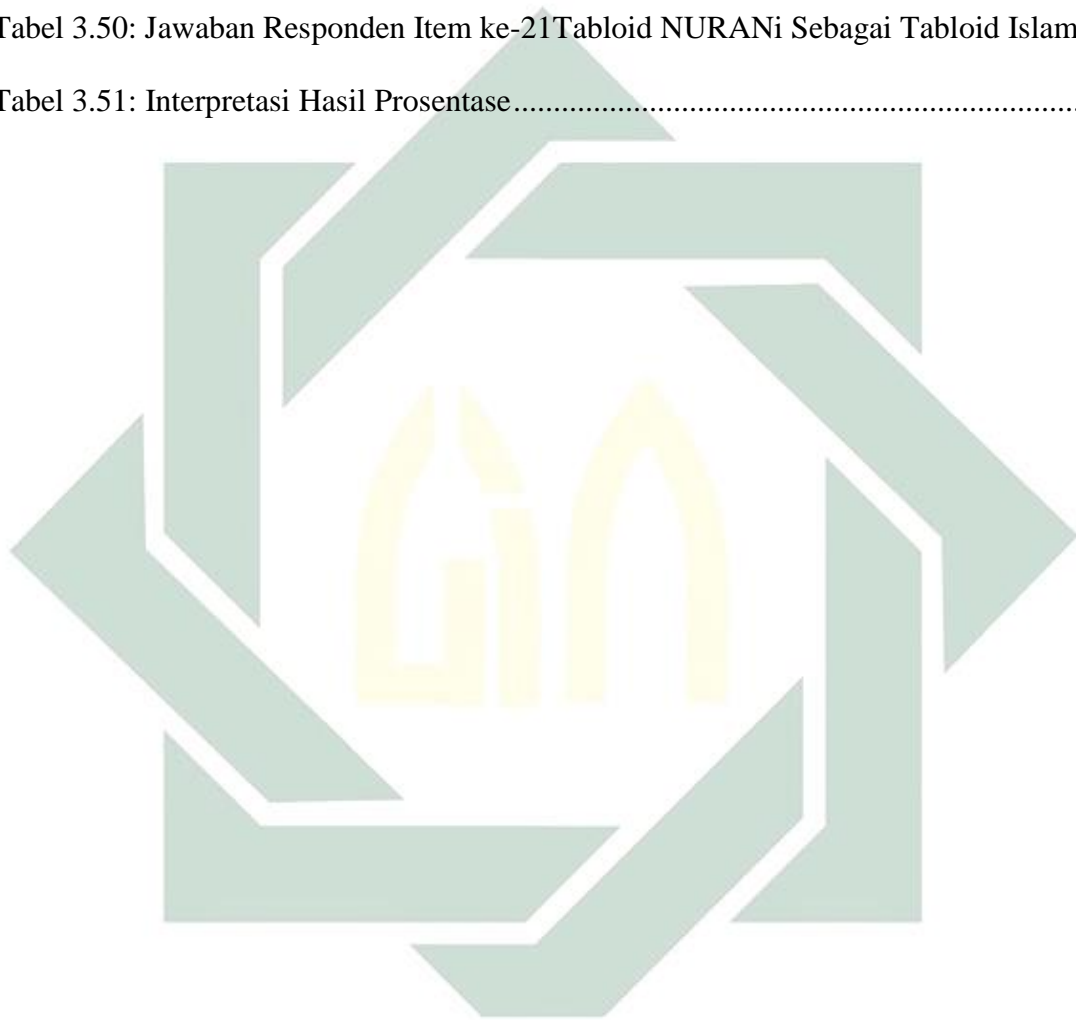 Tabel 3.50: Jawaban Responden Item ke-21Tabloid NURANi Sebagai Tabloid Islam
Tabel 3.51: Interpretasi Hasil Prosentase.......................................................................